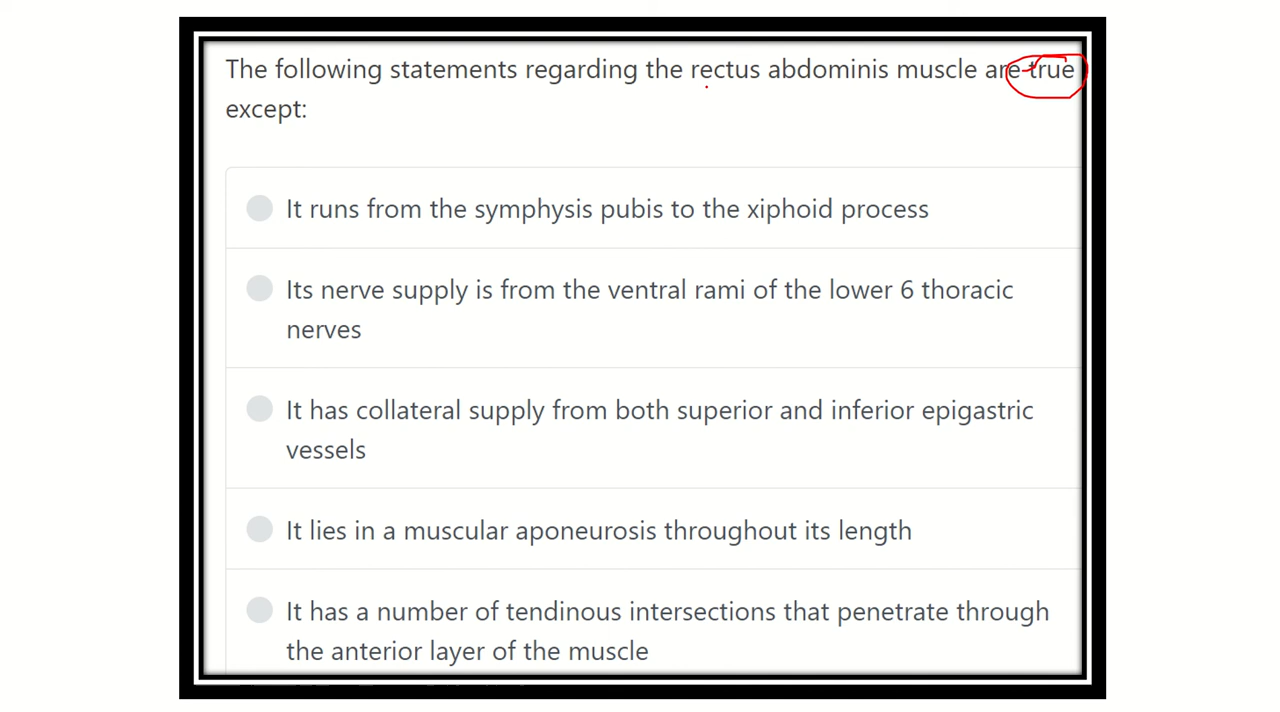 The following statements regarding the rectus abdominis muscle are true
except:
It runs from the symphysis pubis to the xiphoid process
Its nerve supply is from the ventral rami of the lower 6 thoracic
nerves
It has collateral supply from both superior and inferior epigastric
vessels
It lies in a muscular aponeurosis throughout its length
It has a number of tendinous intersections that penetrate through
the anterior layer of the muscle